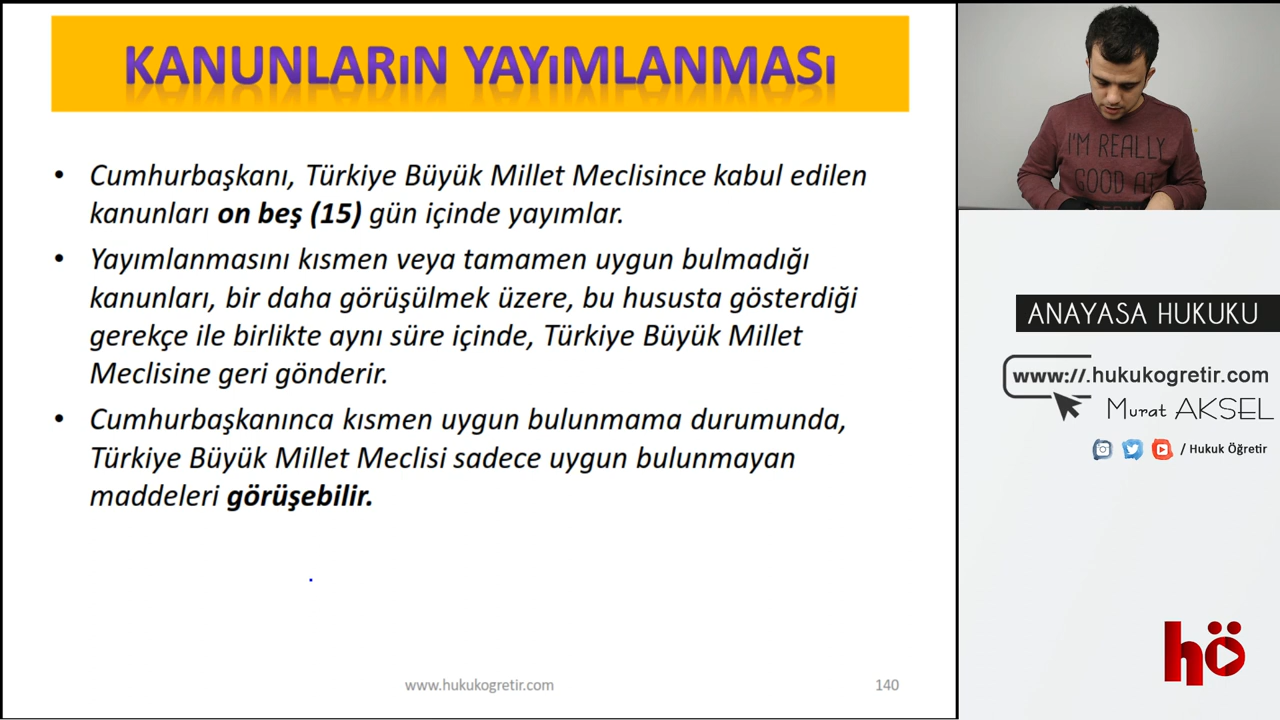 KANUNLARıN YAYıMLANMASı
• Cumhurbaşkanı, Türkiye Büyük Millet Meclisince kabul edilen
kanunları on beş (15) gün içinde yayımlar.
• Yayımlanmasını kısmen veya tamamen uygun bulmadığı
kanunları, bir daha görüşülmek üzere, bu hususta gösterdiği
gerekçe ile birlikte aynı süre içinde, Türkiye Büyük Millet
Meclisine geri gönderir.
• Cumhurbaşkanınca kısmen uygun bulunmama durumunda,
Türkiye Büyük Millet Meclisi sadece uygun bulunmayan
maddeleri görüşebilir.
www.hukukogretir.com
140
I'M REALLY
GOOD AT
ANAYASA HUKUKU
www://.hukukogretir.com
Murat AKSEL
/ Hukuk Öğretir
hö